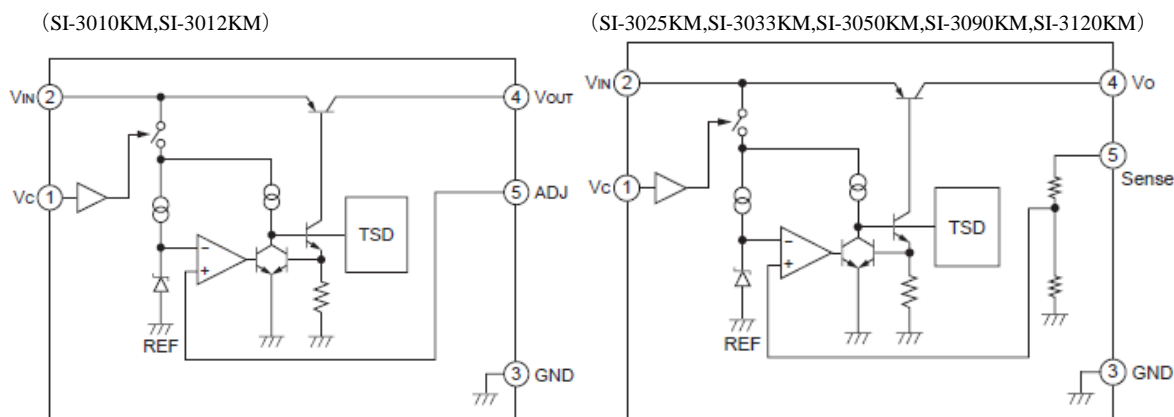 （SI-3010KM,SI-3012KM）
VIN 2
4 VOUT
VC 1
5 ADJ
TSD
−
+
REF
3 GND
（SI-3025KM,SI-3033KM,SI-3050KM,SI-3090KM,SI-3120KM）
VIN 2
4 VO
5
Sense
VC 1
TSD
−
+
REF
3 GND